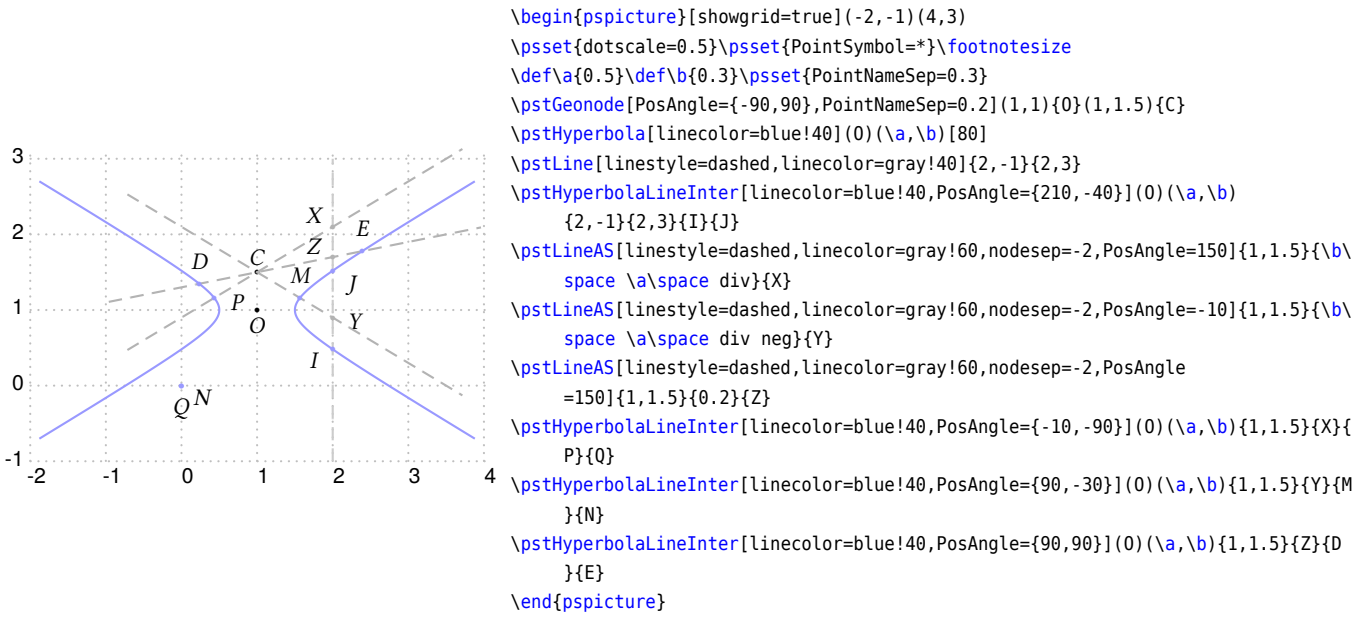 3
2
1
0
-1
-2
-1
0
1
2
3
4
X
E
Z
C
D
M
J
P
O
Y
I
Q
N
\begin{pspicture}[showgrid=true](-2,-1)(4,3)
\psset{dotscale=0.5}\psset{PointSymbol=*}\footnotesize
\def\a{0.5}\def\b{0.3}\psset{PointNameSep=0.3}
\pstGeonode[PosAngle={-90,90},PointNameSep=0.2](1,1){O}(1,1.5){C}
\pstHyperbola[linecolor=blue!40](O)(\a,\b)[80]
\pstLine[linestyle=dashed,linecolor=gray!40]{2,-1}{2,3}
\pstHyperbolaLineInter[linecolor=blue!40,PosAngle={210,-40}](O)(\a,\b)
{2,-1}{2,3}{I}{J}
\pstLineAS[linestyle=dashed,linecolor=gray!60,nodesep=-2,PosAngle=150]{1,1.5}{\b\
space \a\space div}{X}
\pstLineAS[linestyle=dashed,linecolor=gray!60,nodesep=-2,PosAngle=-10]{1,1.5}{\b\
space \a\space div neg}{Y}
\pstLineAS[linestyle=dashed,linecolor=gray!60,nodesep=-2,PosAngle
=150]{1,1.5}{0.2}{Z}
\pstHyperbolaLineInter[linecolor=blue!40,PosAngle={-10,-90}](O)(\a,\b){1,1.5}{X}{
P}{Q}
\pstHyperbolaLineInter[linecolor=blue!40,PosAngle={90,-30}](O)(\a,\b){1,1.5}{Y}{M
}{N}
\pstHyperbolaLineInter[linecolor=blue!40,PosAngle={90,90}](O)(\a,\b){1,1.5}{Z}{D
}{E}
\end{pspicture}